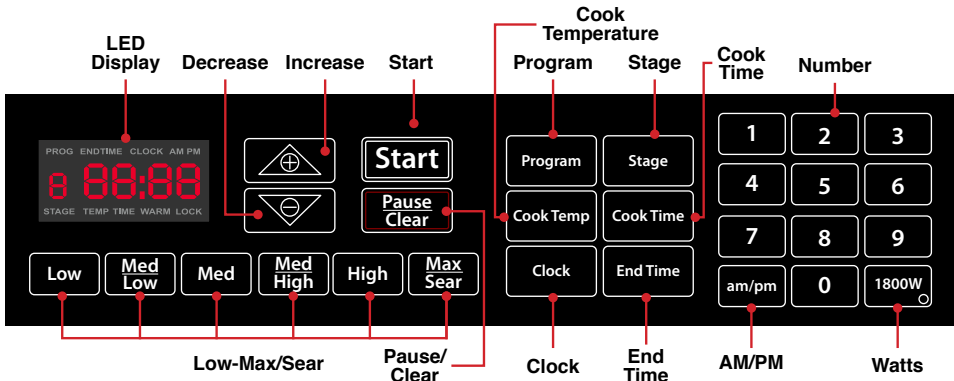 Cook
Temperature
LED
Display
Decrease
Increase
Start
Program
Stage
Cook
Time
Number
PROG ENDTIME CLOCK AM PM
8 88:88
STAGE TEMP TIME WARM LOCK
Start
Pause
Clear
Low
Med
Low
Med
Med
High
High
Max
Sear
Program
Stage
Cook Temp
Cook Time
Clock
End Time
1
2
3
4
5
6
7
8
9
am/pm
0
1800W
Low-Max/Sear
Pause/
Clear
Clock
End
Time
AM/PM
Watts